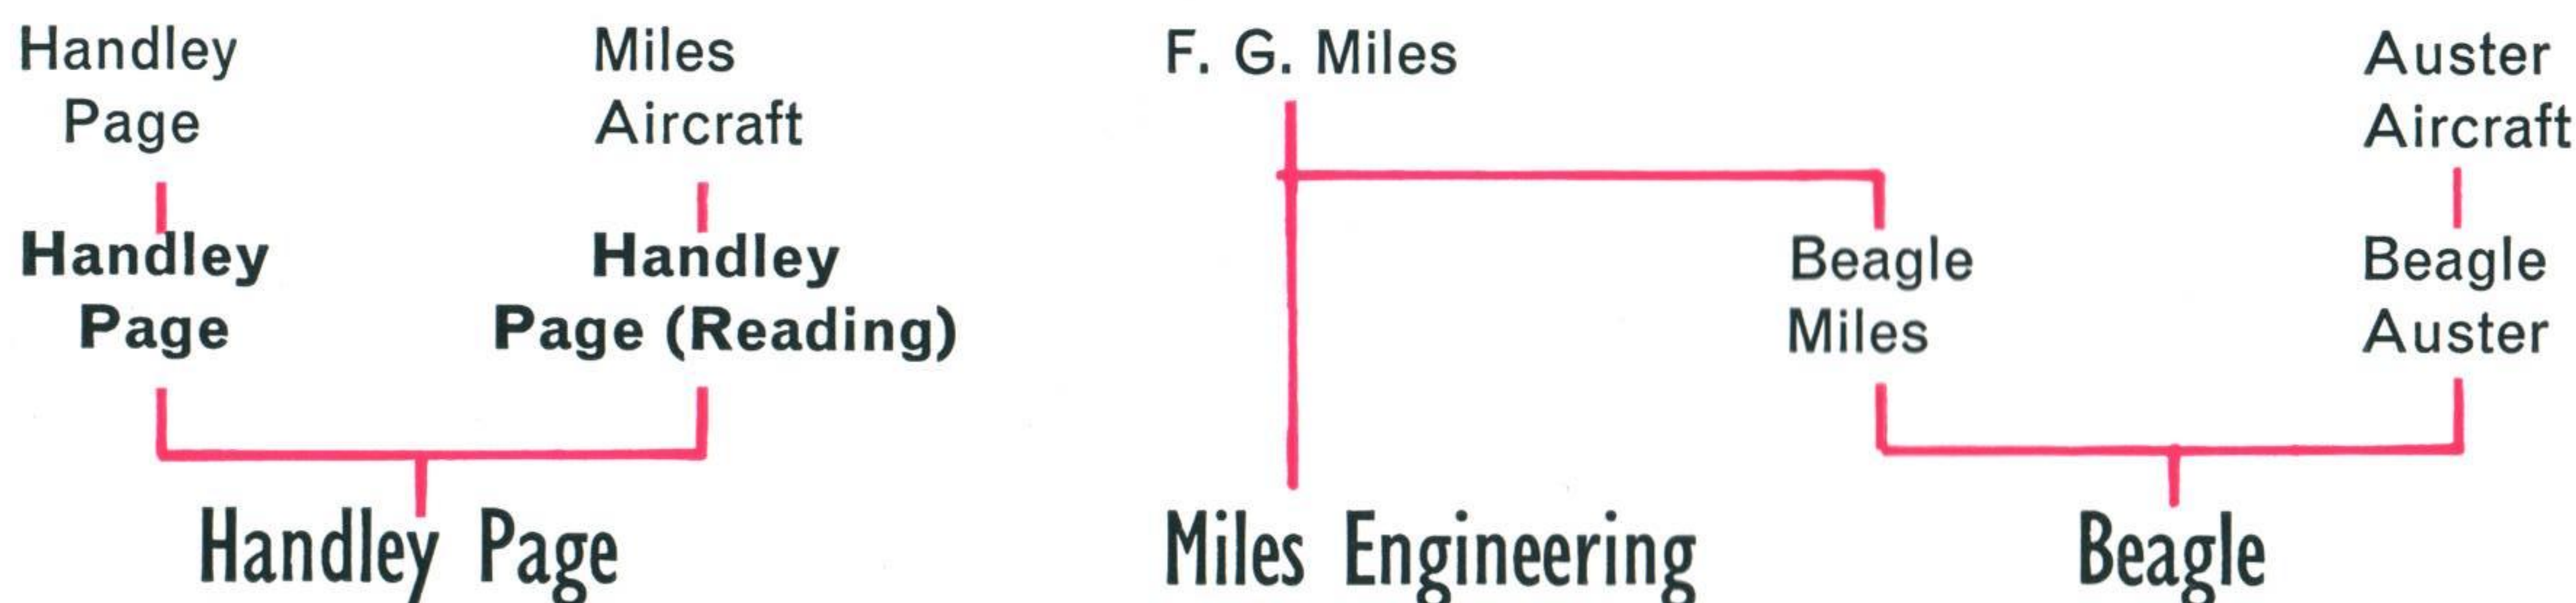 Handley
Page
Miles
Aircraft
F. G. Miles
Auster
Aircraft
Handley
Page
Handley
Page (Reading)
Beagle
Miles
Beagle
Auster
Handley Page
Miles Engineering
Beagle